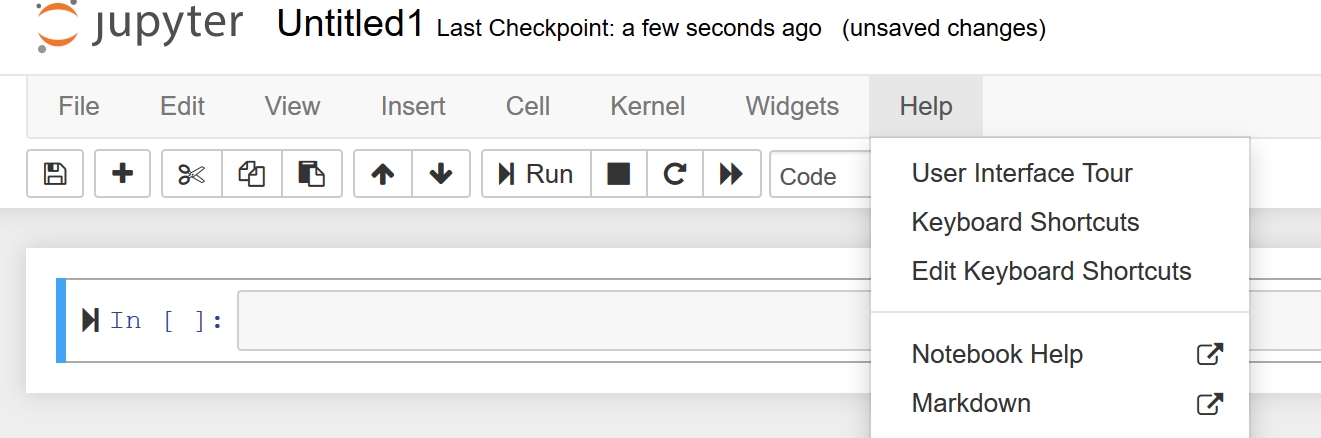 jupyter Untitled1 Last Checkpoint: a few seconds ago (unsaved changes)
File Edit View Insert Cell Kernel Widgets Help
Run Code
User Interface Tour
Keyboard Shortcuts
Edit Keyboard Shortcuts
In [ ]:
Notebook Help
Markdown